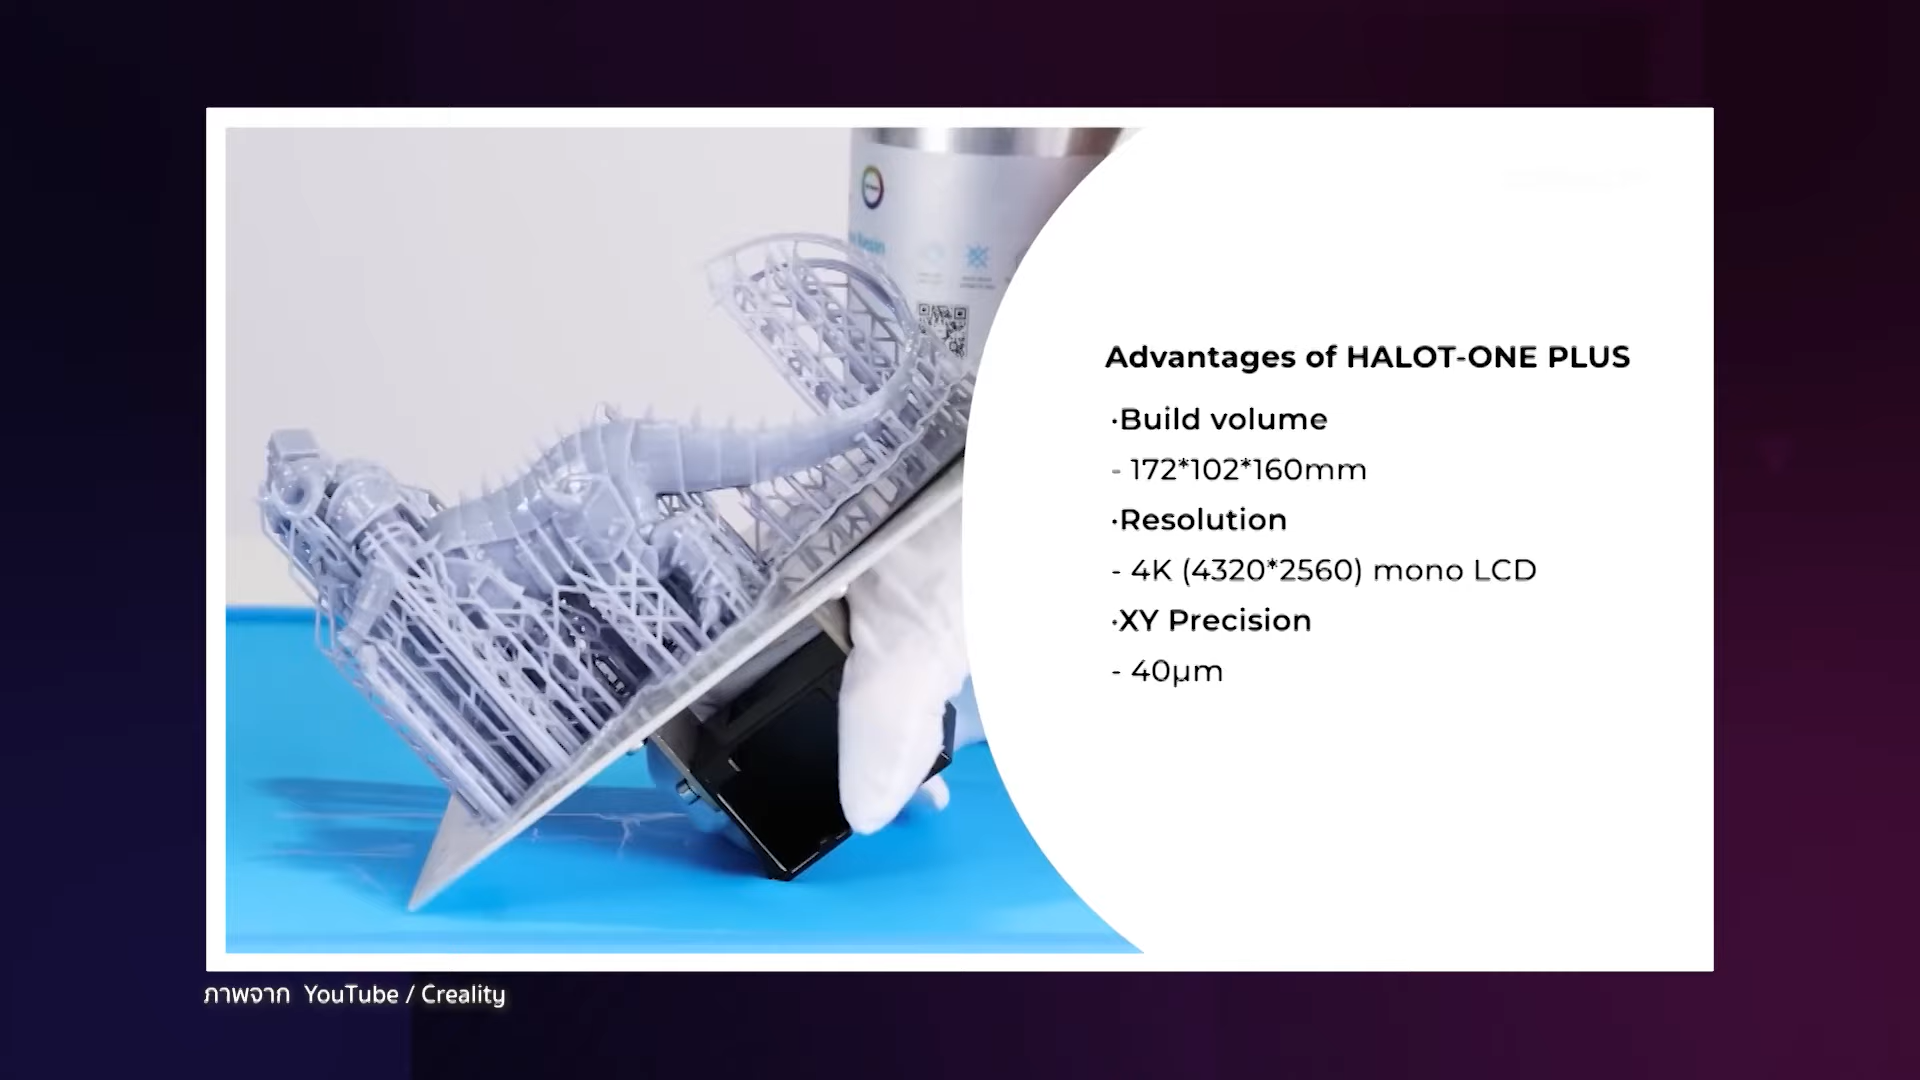 Advantages of HALOT-ONE PLUS
·Build volume
- 172*102*160mm
·Resolution
- 4K (4320*2560) mono LCD
·XY Precision
- 40μm
ภาพจาก YouTube / Creality